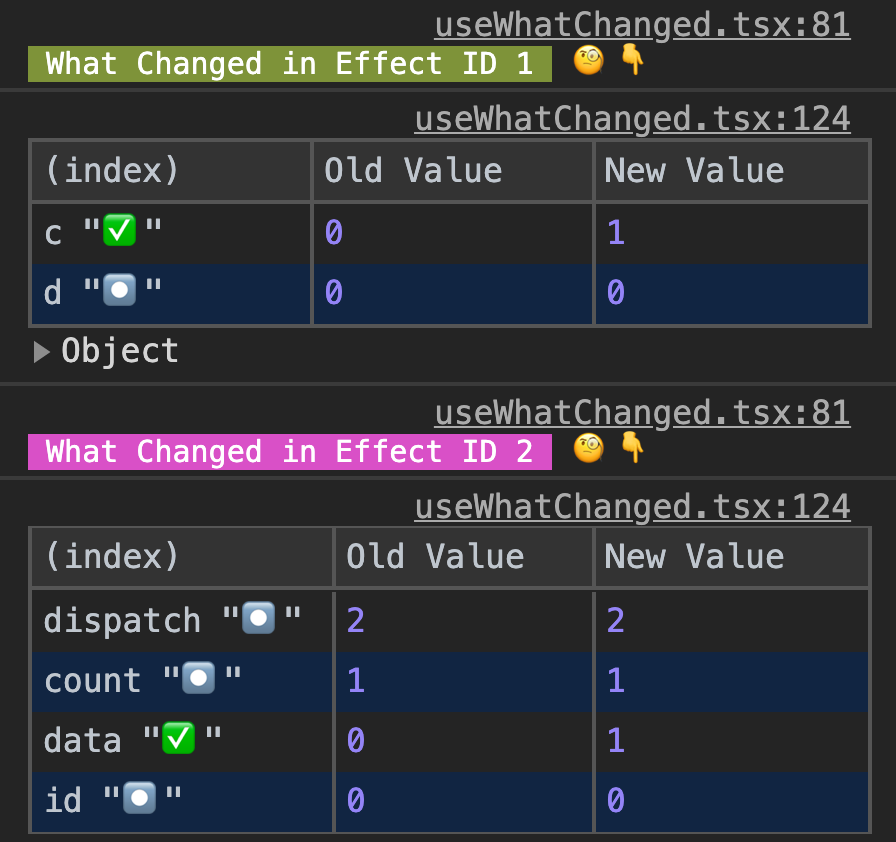 useWhatChanged.tsx:81
What Changed in Effect ID 1 🧐 👇
useWhatChanged.tsx:124
(index) Old Value New Value
c "✅" 0 1
d "⏺" 0 0
▶ Object
useWhatChanged.tsx:81
What Changed in Effect ID 2 🧐 👇
useWhatChanged.tsx:124
(index) Old Value New Value
dispatch "⏺" 2 2
count "⏺" 1 1
data "✅" 0 1
id "⏺" 0 0